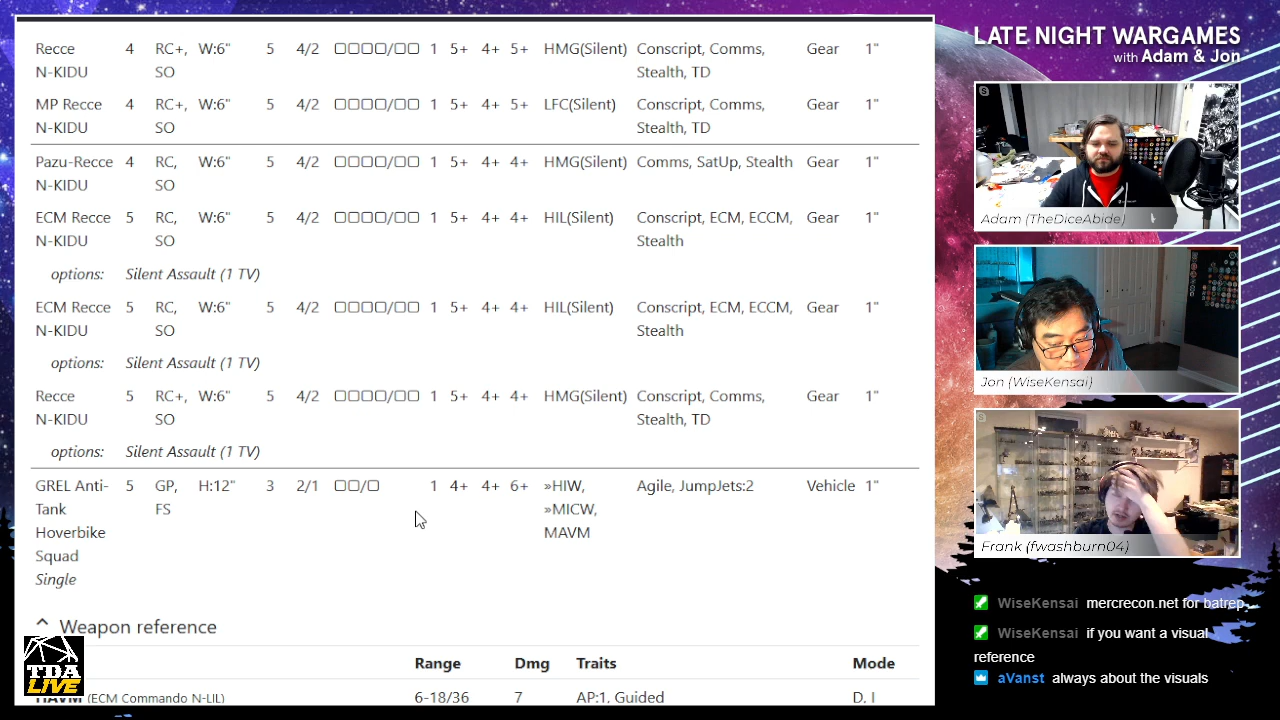 Recce 4 RC+, W:6" 5 4/2 ▢▢▢▢/▢▢ 1 5+ 4+ 5+ HMG(Silent) Conscript, Comms, Gear 1"
N-KIDU SO Stealth, TD
MP Recce 4 RC+, W:6" 5 4/2 ▢▢▢▢/▢▢ 1 5+ 4+ 5+ LFC(Silent) Conscript, Comms, Gear 1"
N-KIDU SO Stealth, TD
Pazu-Recce 4 RC, W:6" 5 4/2 ▢▢▢▢/▢▢ 1 5+ 4+ 4+ HMG(Silent) Comms, SatUp, Stealth Gear 1"
N-KIDU SO
ECM Recce 5 RC, W:6" 5 4/2 ▢▢▢▢/▢▢ 1 5+ 4+ 4+ HIL(Silent) Conscript, ECM, ECCM, Gear 1"
N-KIDU SO Stealth
options: Silent Assault (1 TV)
ECM Recce 5 RC, W:6" 5 4/2 ▢▢▢▢/▢▢ 1 5+ 4+ 4+ HIL(Silent) Conscript, ECM, ECCM, Gear 1"
N-KIDU SO Stealth
options: Silent Assault (1 TV)
Recce 5 RC+, W:6" 5 4/2 ▢▢▢▢/▢▢ 1 5+ 4+ 4+ HMG(Silent) Conscript, Comms, Gear 1"
N-KIDU SO Stealth, TD
options: Silent Assault (1 TV)
GREL Anti- 5 GP, H:12" 3 2/1 ▢▢/▢ 1 4+ 4+ 6+ »HIW, Agile, JumpJets:2 Vehicle 1"
Tank FS »MICW,
Hoverbike MAVM
Squad
Single
Weapon reference
Range Dmg Traits Mode
(ECM Commando N-LIL) 6-18/36 7 AP:1, Guided D, I
TDA
LIVE
LATE NIGHT WARGAMES
with Adam & Jon
Adam (TheDiceAbide)
Jon (WiseKensai)
Frank (fwashburn04)
WiseKensai mercrecon.net for batrep
WiseKensai if you want a visual
reference
aVanst always about the visuals